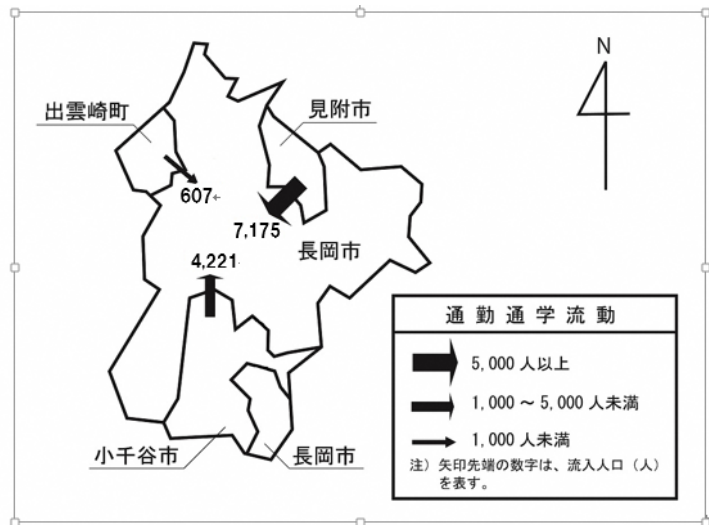 N
出雲崎町
見附市
607
7,175
長岡市
4,221
通勤通学流動
5,000 人以上
1,000 ～ 5,000 人未満
1,000 人未満
注）矢印先端の数字は、流入人口（人）
を表す。
小千谷市
長岡市